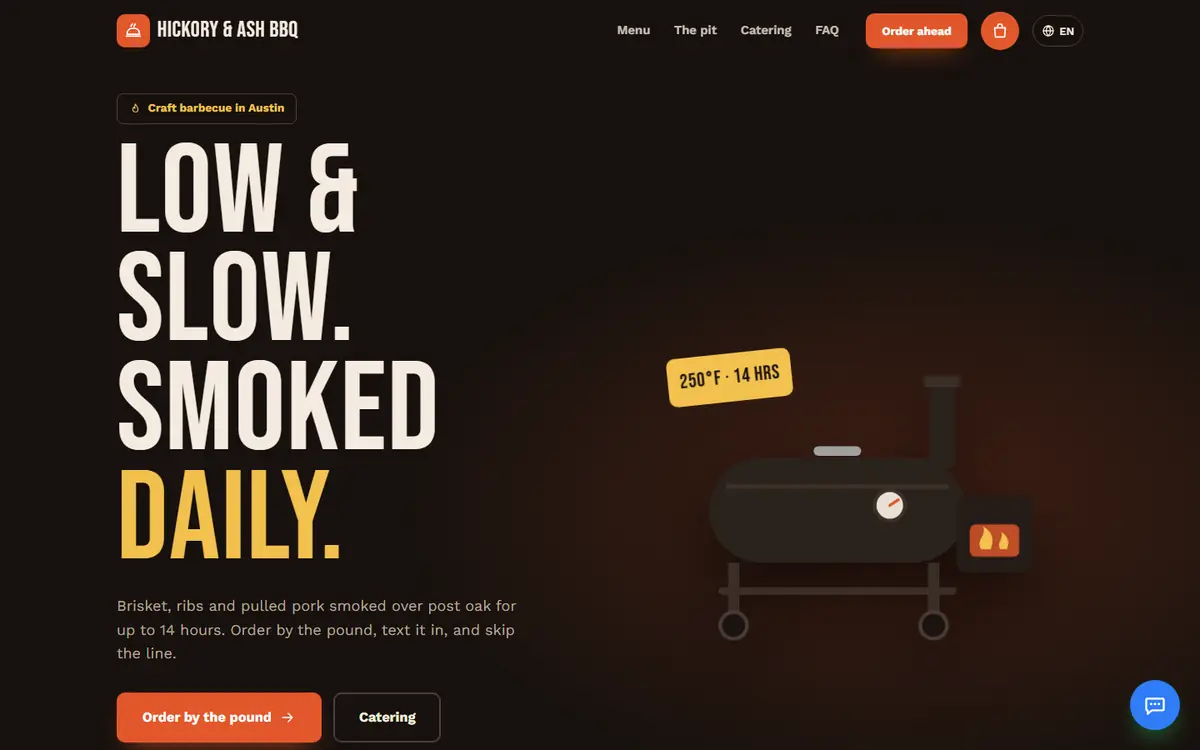 HICKORY & ASH BBQ
Menu
The pit
Catering
FAQ
Order ahead
EN
Craft barbecue in Austin
LOW &
SLOW.
SMOKED
DAILY.
250°F · 14 HRS
Brisket, ribs and pulled pork smoked over post oak for
up to 14 hours. Order by the pound, text it in, and skip
the line.
Order by the pound →
Catering